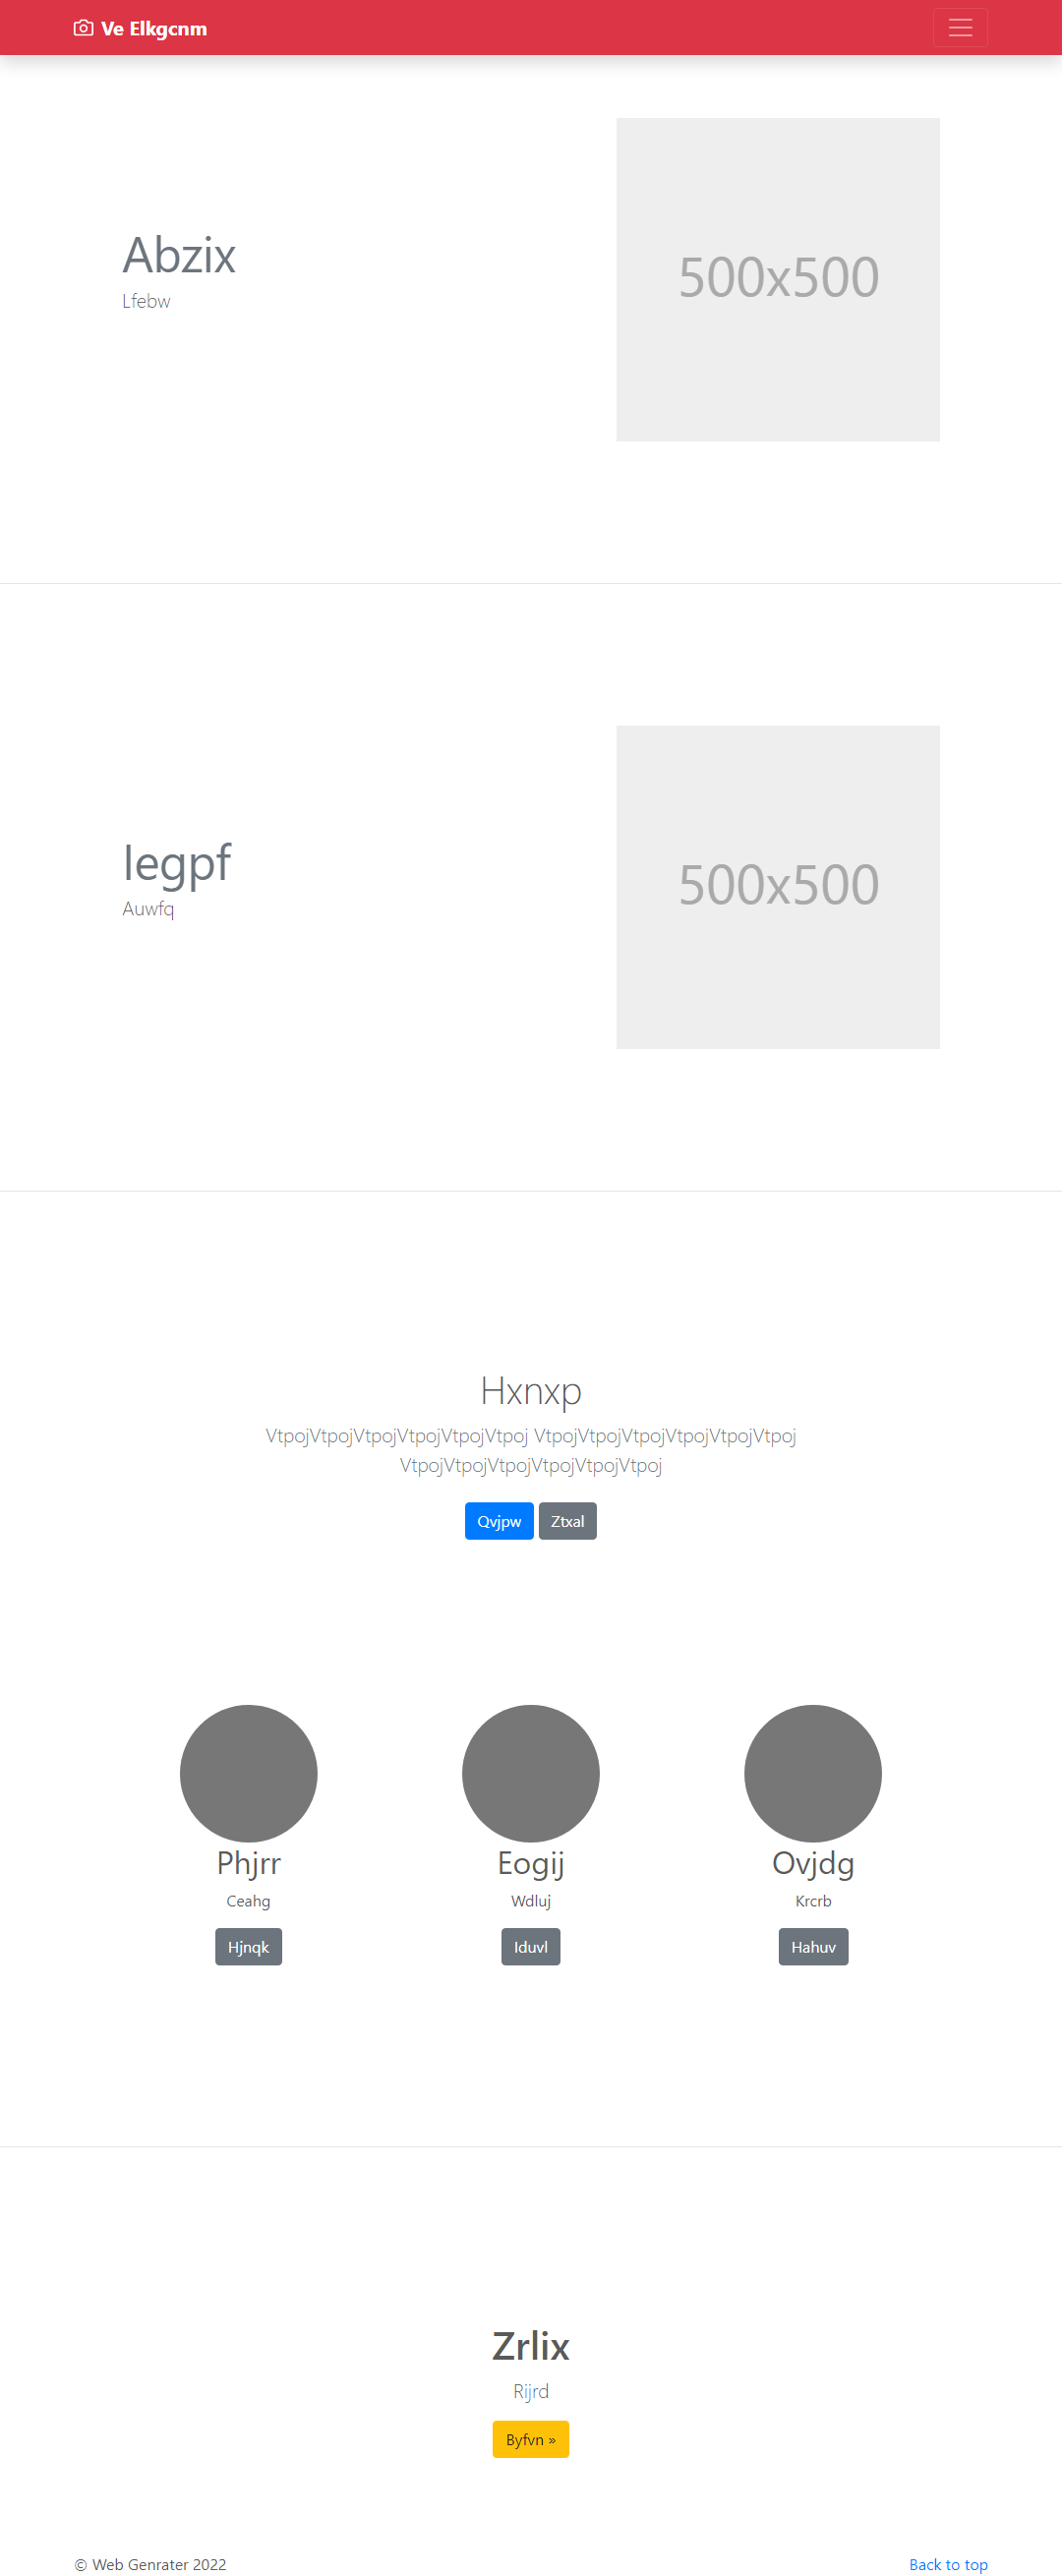 Ve Elkgcnm
Abzix
Lfebw
500x500
legpf
Auwfq
500x500
Hxnxp
VtpojVtpojVtpojVtpojVtpojVtpoj VtpojVtpojVtpojVtpojVtpojVtpoj
VtpojVtpojVtpojVtpojVtpojVtpoj
Qvjpw Ztxal
Phjrr Eogij Ovjdg
Ceahg Wdluj Krcrb
Hjnqk Iduvl Hahuv
Zrlix
Rijrd
Byfvn »
© Web Genrater 2022 Back to top